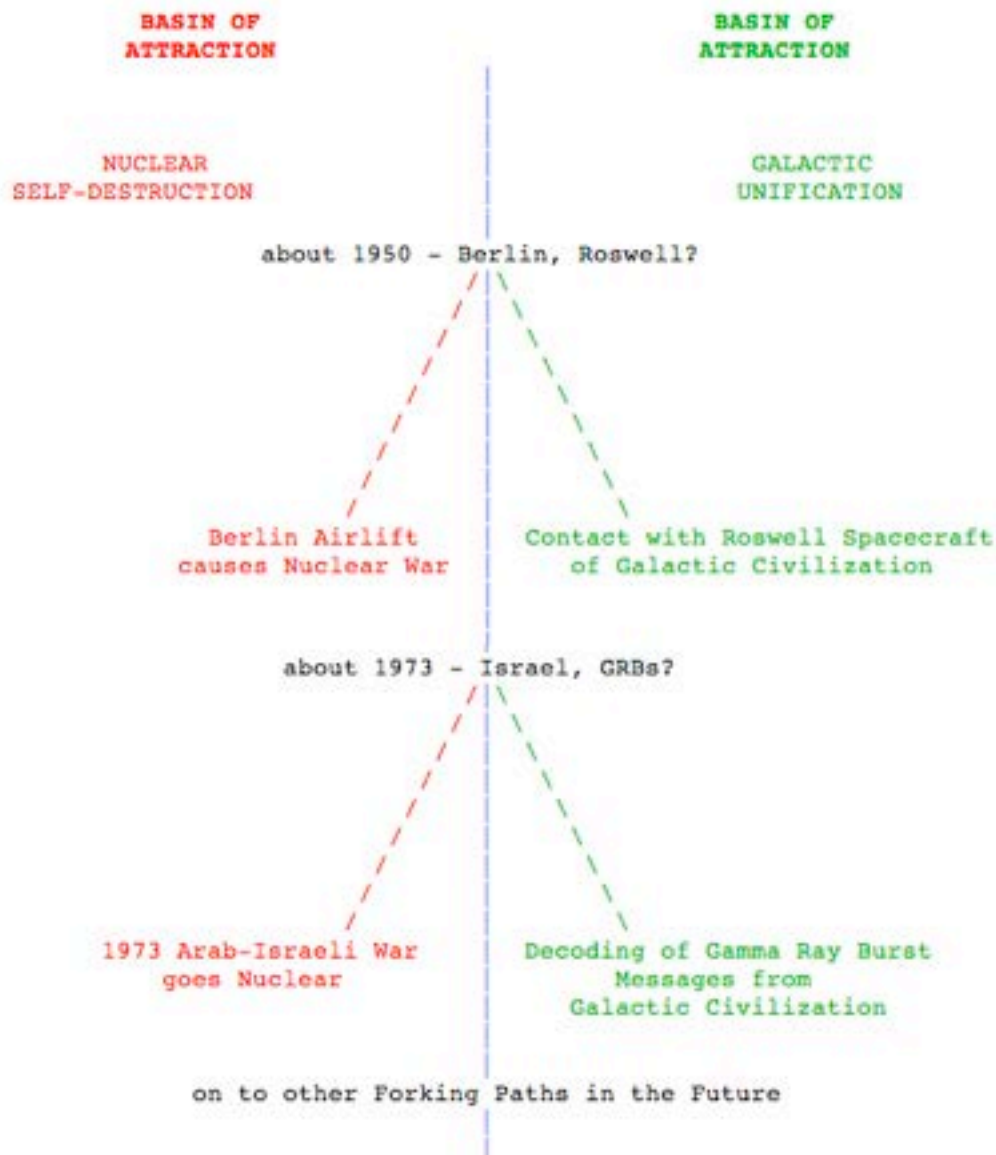 BASIN OF
ATTRACTION
BASIN OF
ATTRACTION
NUCLEAR
SELF-DESTRUCTION
GALACTIC
UNIFICATION
about 1950 - Berlin, Roswell?
Berlin Airlift
causes Nuclear War
Contact with Roswell Spacecraft
of Galactic Civilization
about 1973 - Israel, GRBs?
1973 Arab-Israeli War
goes Nuclear
Decoding of Gamma Ray Burst
Messages from
Galactic Civilization
on to other Forking Paths in the Future